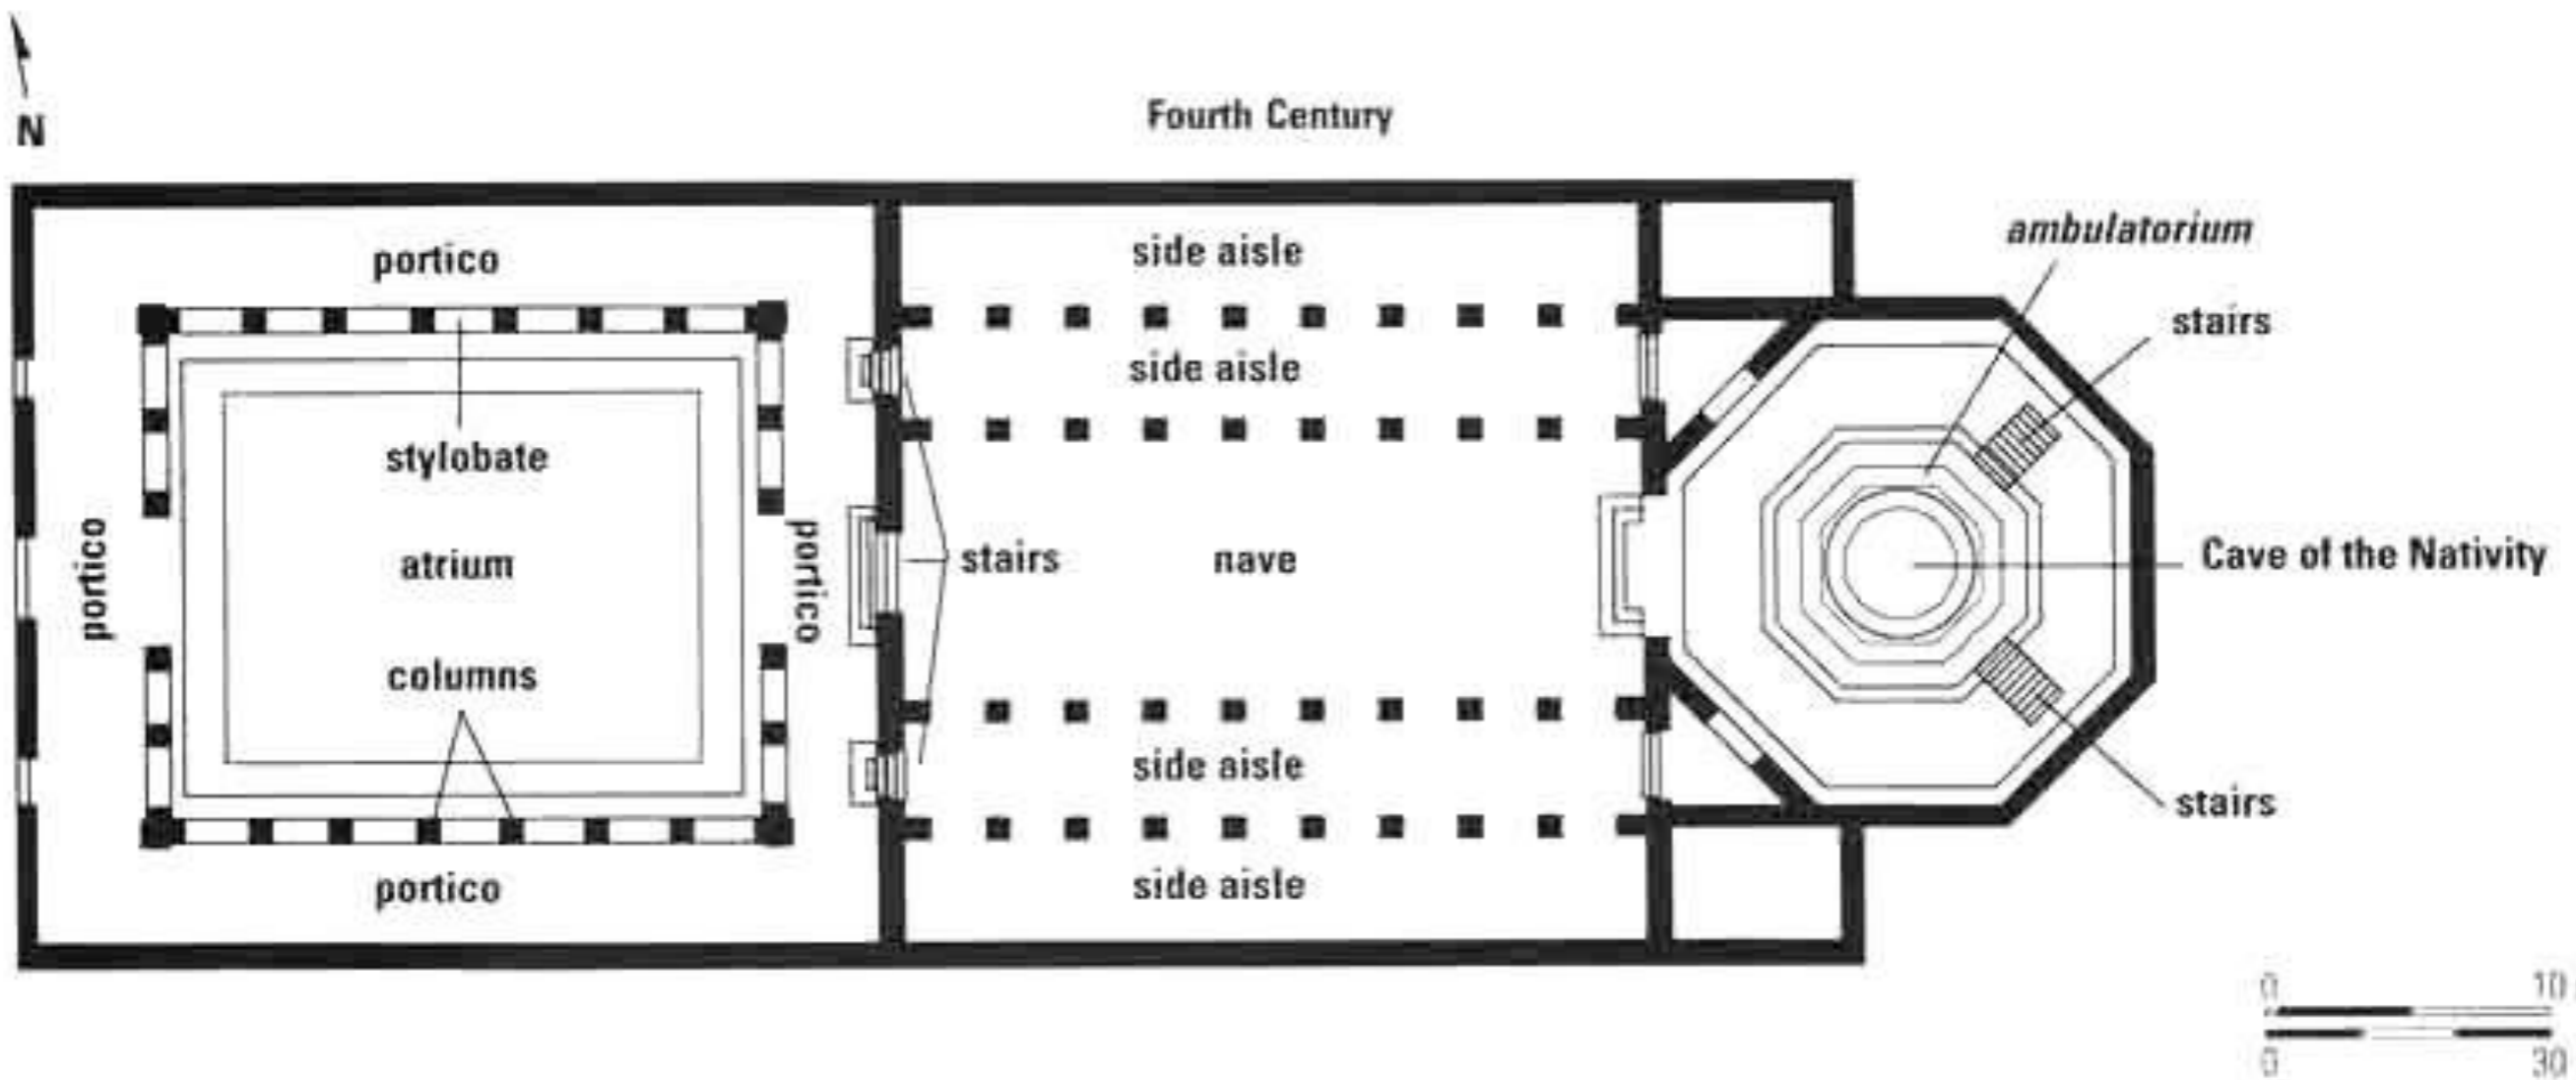 N
Fourth Century
portico
side aisle
ambulatorium
stairs
side aisle
stylobate
portico
atrium
portico
stairs
nave
Cave of the Nativity
columns
side aisle
stairs
portico
side aisle
0 10
0 30